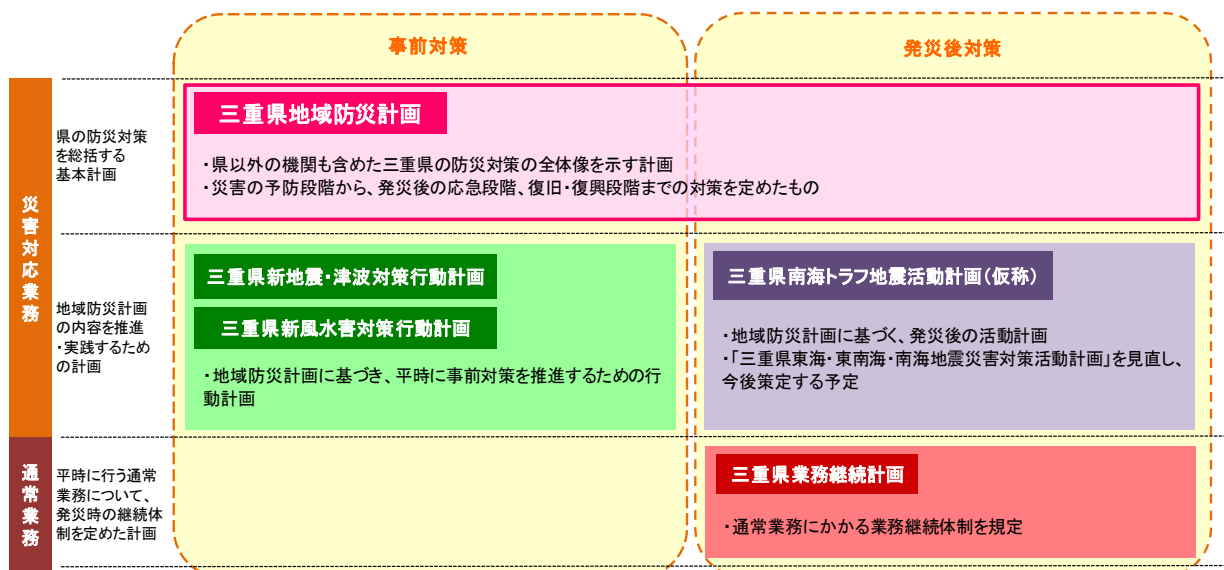 事前対策
発災後対策
災害対応業務
県の防災対策
を総括する
基本計画
三重県地域防災計画
・県以外の機関も含めた三重県の防災対策の全体像を示す計画
・災害の予防段階から、発災後の応急段階、復旧・復興段階までの対策を定めたもの
地域防災計画
の内容を推進
・実践するため
の計画
三重県新地震・津波対策行動計画
三重県新風水害対策行動計画
・地域防災計画に基づき、平時に事前対策を推進するための行
動計画
三重県南海トラフ地震活動計画(仮称)
・地域防災計画に基づく、発災後の活動計画
・「三重県東海・東南海・南海地震災害対策活動計画」を見直し、
今後策定する予定
通常業務
平時に行う通常
業務について、
発災時の継続体
制を定めた計画
三重県業務継続計画
・通常業務にかかる業務継続体制を規定